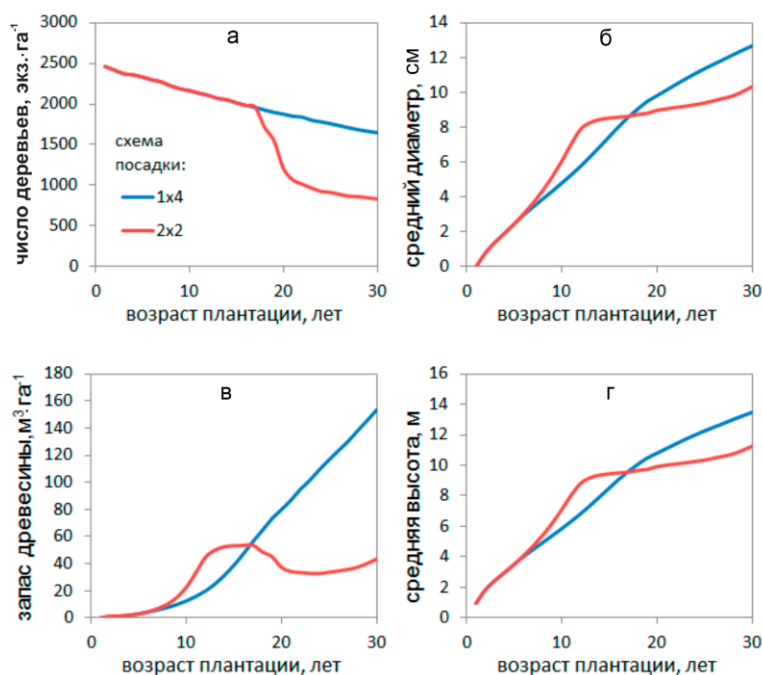 а
число деревьев, экз.·га⁻¹
3000
2500
2000
1500
1000
500
0
схема
посадки:
1x4
2x2
0 10 20 30
возраст плантации, лет
б
средний диаметр, см
14
12
10
8
6
4
2
0
0 10 20 30
возраст плантации, лет
в
запас древесины,м³·га⁻¹
180
160
140
120
100
80
60
40
20
0
0 10 20 30
возраст плантации, лет
г
средняя высота, м
16
14
12
10
8
6
4
2
0
0 10 20 30
возраст плантации, лет